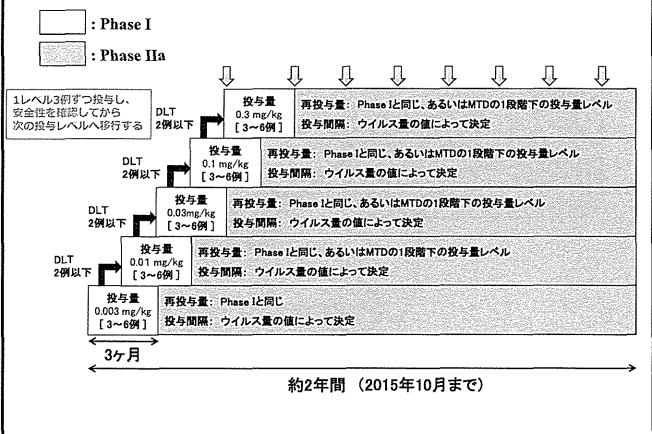 : Phase I
: Phase IIa
1レベル3例ずつ投与し、
安全性を確認してから
次の投与レベルへ移行する
DLT
2例以下
投与量
0.3 mg/kg
[ 3～6例 ]
再投与量: Phase Iと同じ、あるいはMTDの1段階下の投与量レベル
投与間隔: ウイルス量の値によって決定
DLT
2例以下
投与量
0.1 mg/kg
[ 3～6例 ]
再投与量: Phase Iと同じ、あるいはMTDの1段階下の投与量レベル
投与間隔: ウイルス量の値によって決定
DLT
2例以下
投与量
0.03mg/kg
[ 3～6例 ]
再投与量: Phase Iと同じ、あるいはMTDの1段階下の投与量レベル
投与間隔: ウイルス量の値によって決定
DLT
2例以下
投与量
0.01 mg/kg
[ 3～6例 ]
再投与量: Phase Iと同じ、あるいはMTDの1段階下の投与量レベル
投与間隔: ウイルス量の値によって決定
投与量
0.003 mg/kg
[ 3～6例 ]
再投与量: Phase Iと同じ
投与間隔: ウイルス量の値によって決定
3ヶ月
約2年間 (2015年10月まで)